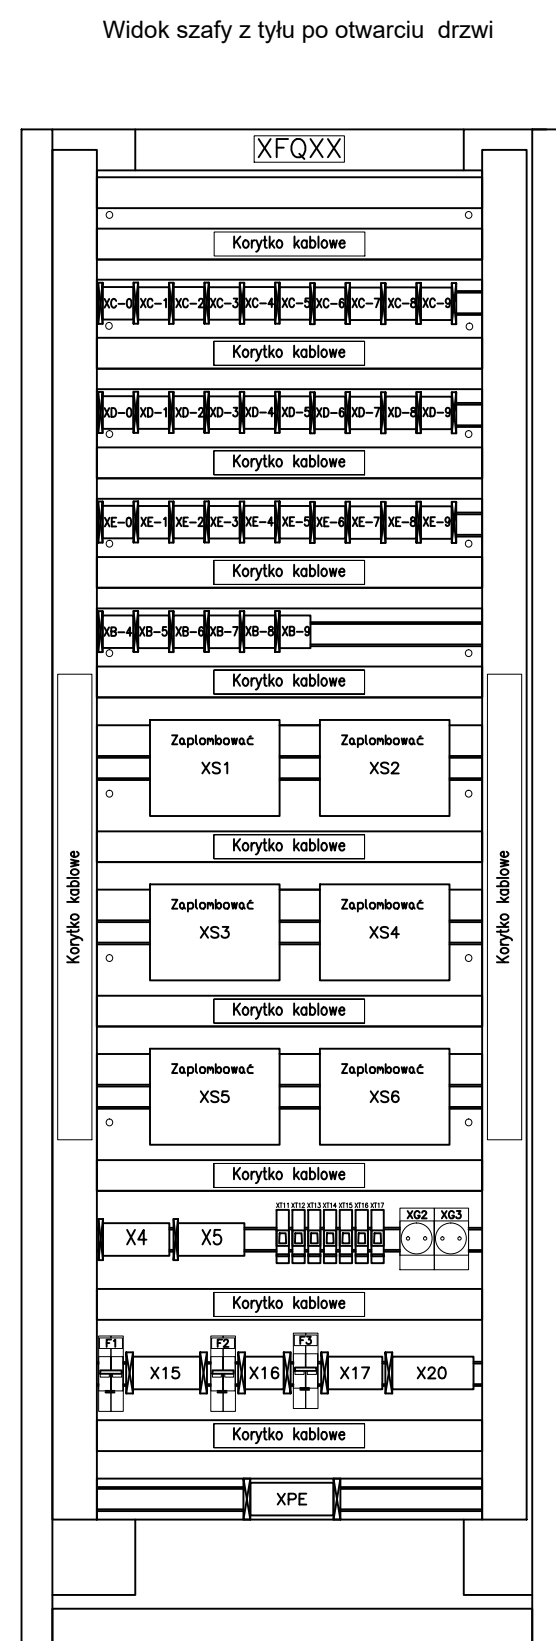 Widok szafy z tyłu po otwarciu drzwi
XFQXX
Korytko kablowe
XC-0 XC-1 XC-2 XC-3 XC-4 XC-5 XC-6 XC-7 XC-8 XC-9
Korytko kablowe
XD-0 XD-1 XD-2 XD-3 XD-4 XD-5 XD-6 XD-7 XD-8 XD-9
Korytko kablowe
XE-0 XE-1 XE-2 XE-3 XE-4 XE-5 XE-6 XE-7 XE-8 XE-9
Korytko kablowe
XB-4 XB-5 XB-6 XB-7 XB-8 XB-9
Korytko kablowe
Zaplombować Zaplombować
XS1 XS2
Korytko kablowe
Korytko kablowe
Korytko kablowe
Zaplombować Zaplombować
XS3 XS4
Korytko kablowe
Zaplombować Zaplombować
XS5 XS6
Korytko kablowe
XT11 XT12 XT13 XT14 XT15 XT16 XT17
XG2 XG3
X4 X5
Korytko kablowe
F1 F2 F3
X15 X16 X17 X20
Korytko kablowe
XPE